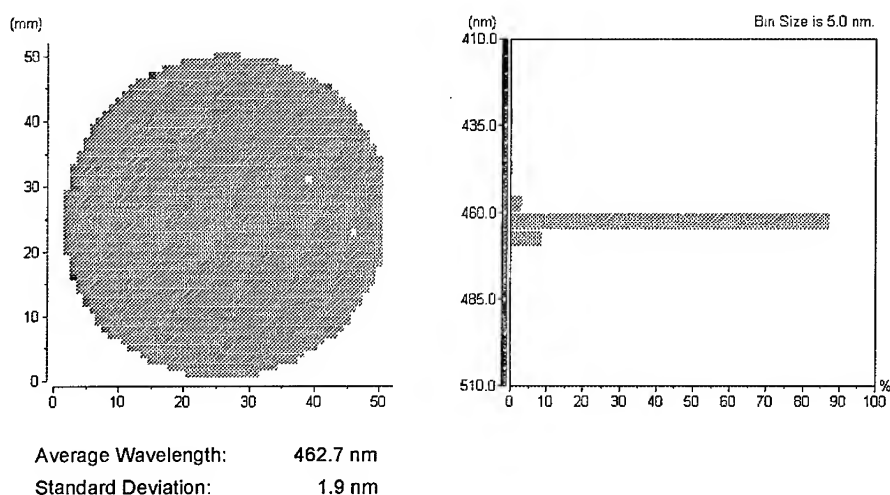 (mm)
50
40
30
20
10
0
0 10 20 30 40 50
(nm) Bin Size is 5.0 nm.
410.0
435.0
460.0
485.0
510.0
0 10 20 30 40 50 60 70 80 90 100 %
Average Wavelength: 462.7 nm
Standard Deviation: 1.9 nm